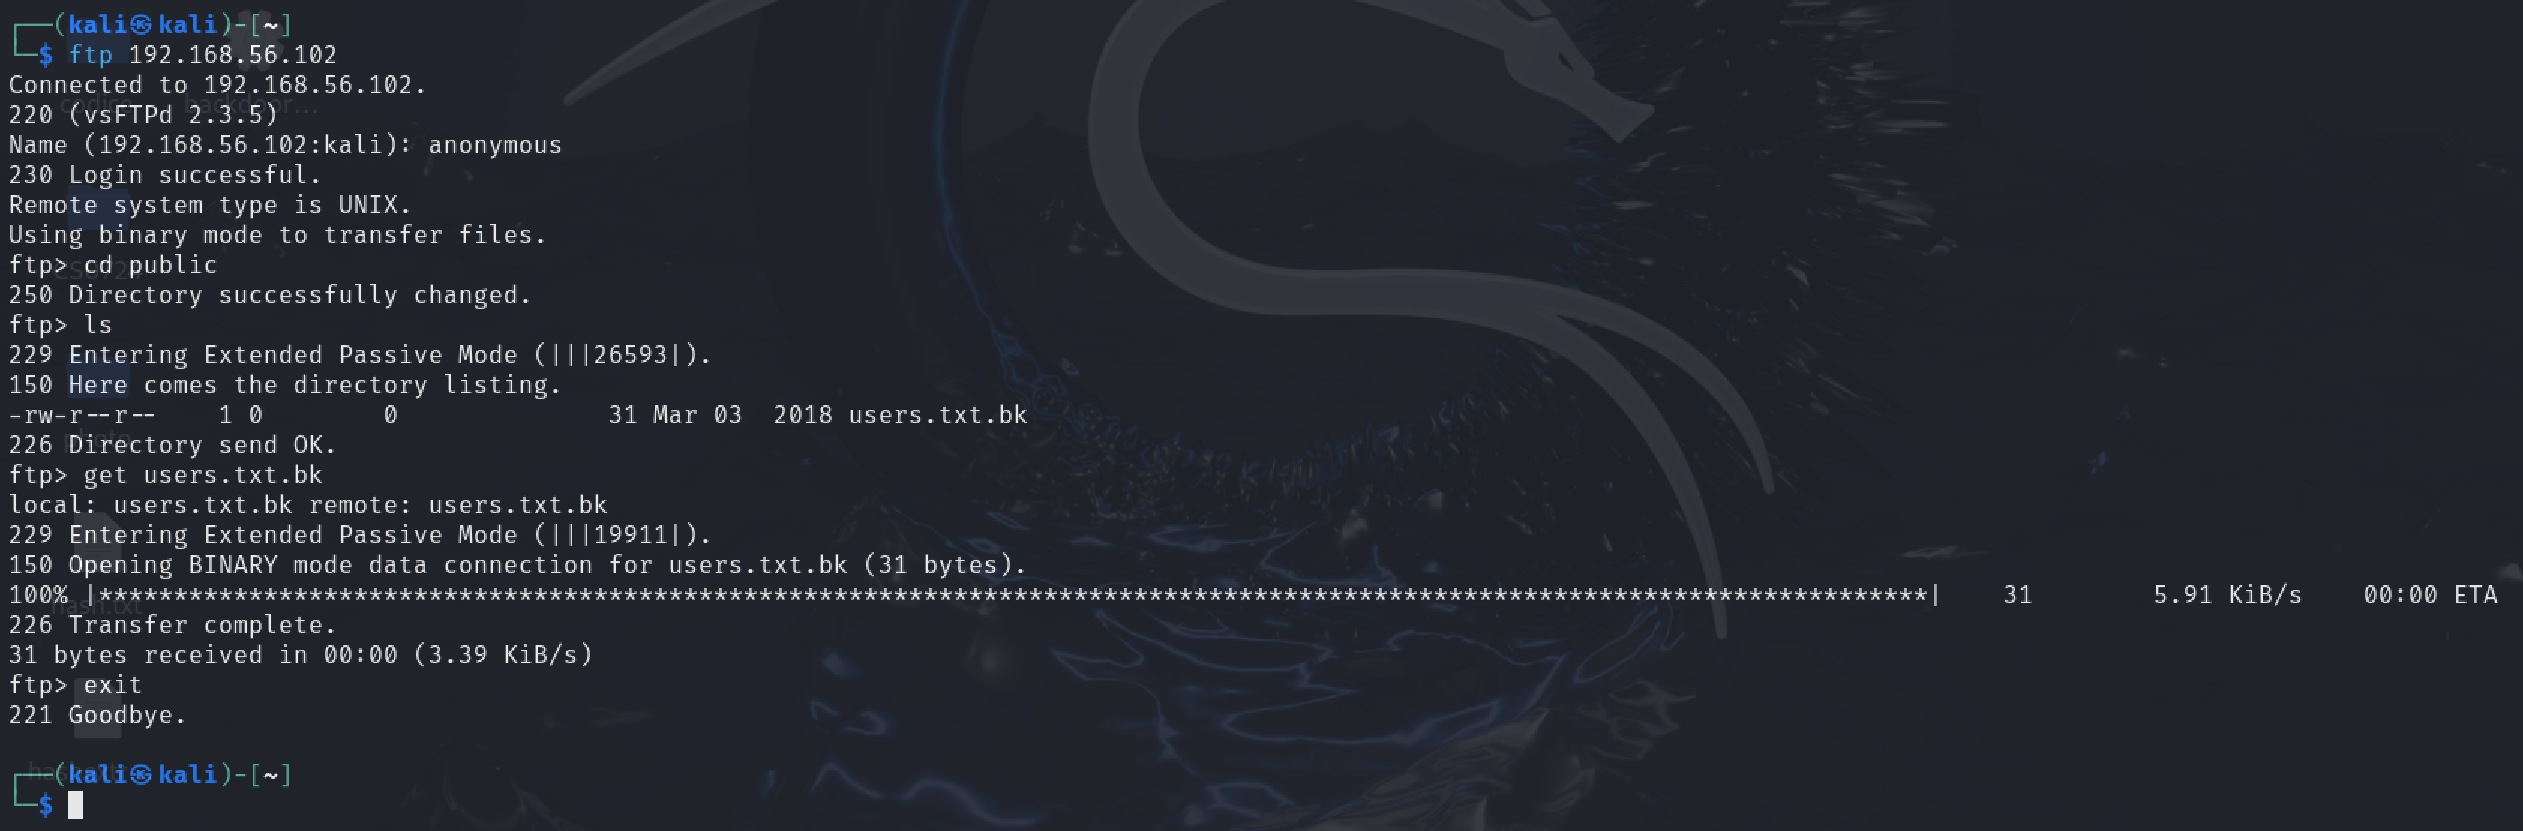 ┌──(kali㉿kali)-[~]
└─$ ftp 192.168.56.102
Connected to 192.168.56.102.
220 (vsFTPd 2.3.5)
Name (192.168.56.102:kali): anonymous
230 Login successful.
Remote system type is UNIX.
Using binary mode to transfer files.
ftp> cd public
250 Directory successfully changed.
ftp> ls
229 Entering Extended Passive Mode (|||26593|).
150 Here comes the directory listing.
-rw-r--r--    1 0        0              31 Mar 03  2018 users.txt.bk
226 Directory send OK.
ftp> get users.txt.bk
local: users.txt.bk remote: users.txt.bk
229 Entering Extended Passive Mode (|||19911|).
150 Opening BINARY mode data connection for users.txt.bk (31 bytes).
100% |**************************************************************************************************************************|    31        5.91 KiB/s    00:00 ETA
226 Transfer complete.
31 bytes received in 00:00 (3.39 KiB/s)
ftp> exit
221 Goodbye.
┌──(kali㉿kali)-[~]
└─$